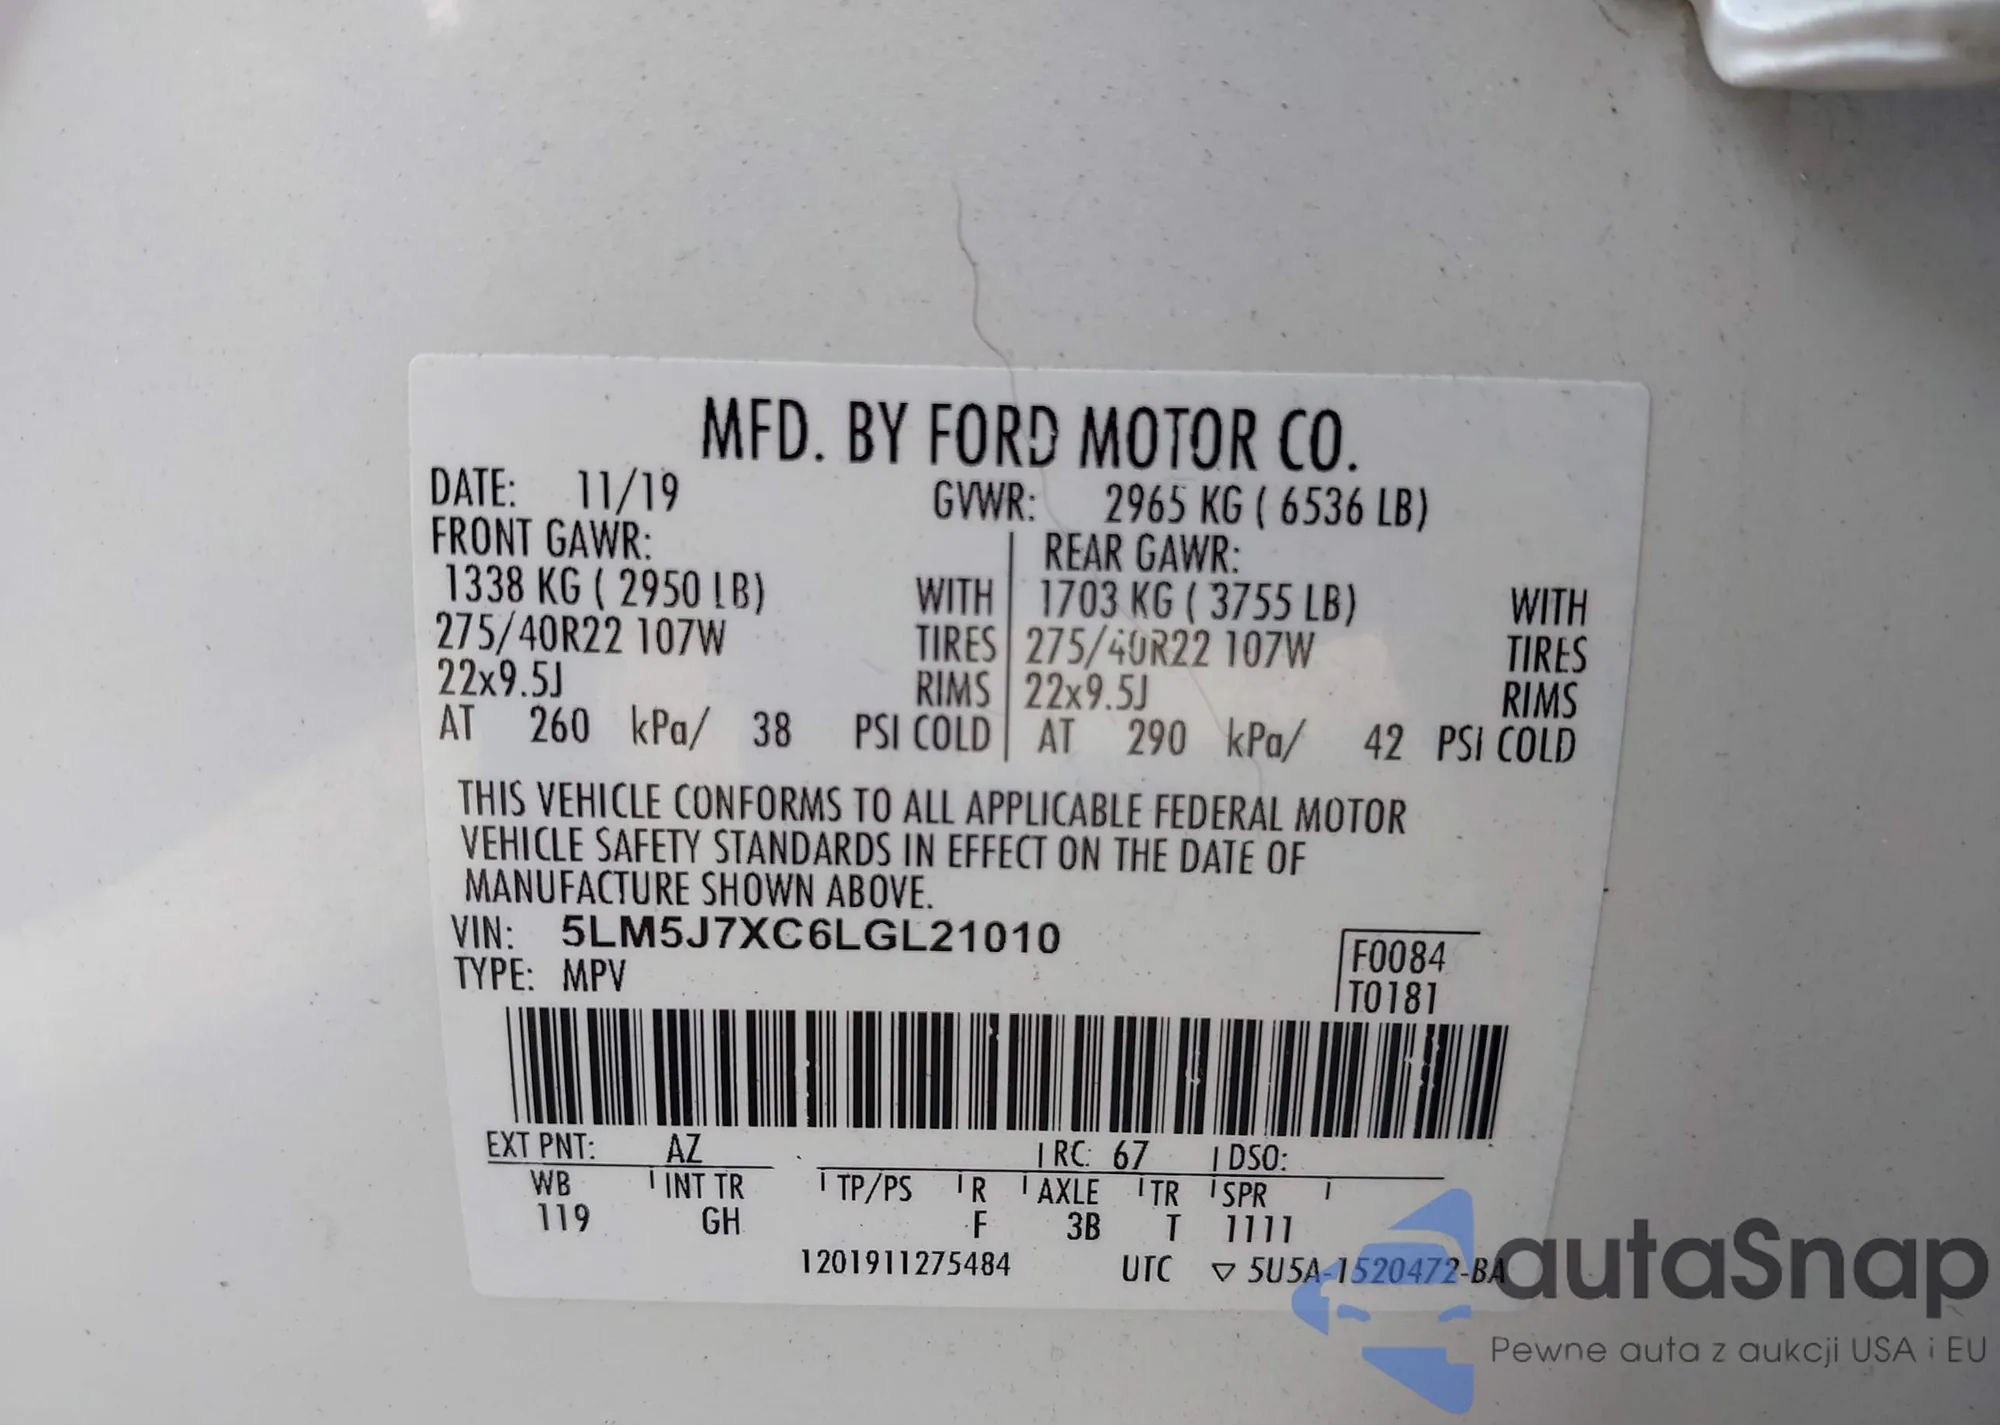 MFD. BY FORD MOTOR CO.
DATE: 11/19 GVWR: 2965 KG ( 6536 LB)
FRONT GAWR: REAR GAWR:
1338 KG ( 2950 LB) WITH 1703 KG ( 3755 LB) WITH
275/40R22 107W TIRES 275/40R22 107W TIRES
22x9.5J RIMS 22x9.5J RIMS
AT 260 kPa/ 38 PSI COLD AT 290 kPa/ 42 PSI COLD
THIS VEHICLE CONFORMS TO ALL APPLICABLE FEDERAL MOTOR
VEHICLE SAFETY STANDARDS IN EFFECT ON THE DATE OF
MANUFACTURE SHOWN ABOVE.
VIN: 5LM5J7XC6LGL21010
TYPE: MPV
F0084
T0181
EXT PNT: AZ RC: 67 DSO:
WB INT TR TP/PS R AXLE TR SPR
119 GH F 3B T 1111
1201911275484 UTC ▽ 5U5A-1520472-BA
autoSnap
Pewne auta z aukcji USA i EU